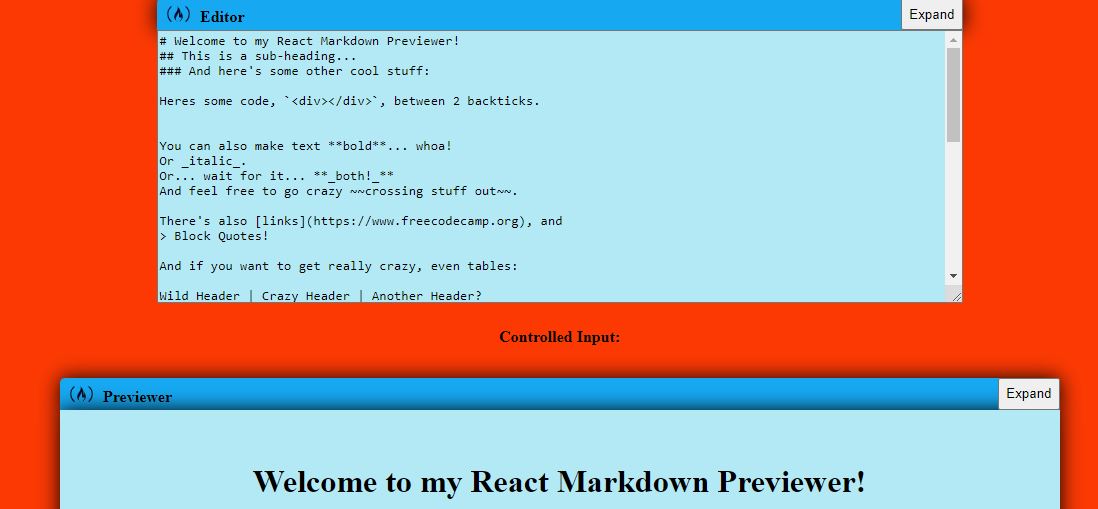 Editor
Expand
# Welcome to my React Markdown Previewer!
## This is a sub-heading...
### And here's some other cool stuff:
Heres some code, `<div></div>`, between 2 backticks.
You can also make text **bold**... whoa!
Or _italic_.
Or... wait for it... **_both!_**
And feel free to go crazy ~~crossing stuff out~~.
There's also [links](https://www.freecodecamp.org), and
> Block Quotes!
And if you want to get really crazy, even tables:
Wild Header | Crazy Header | Another Header?
Controlled Input:
Previewer
Expand
Welcome to my React Markdown Previewer!